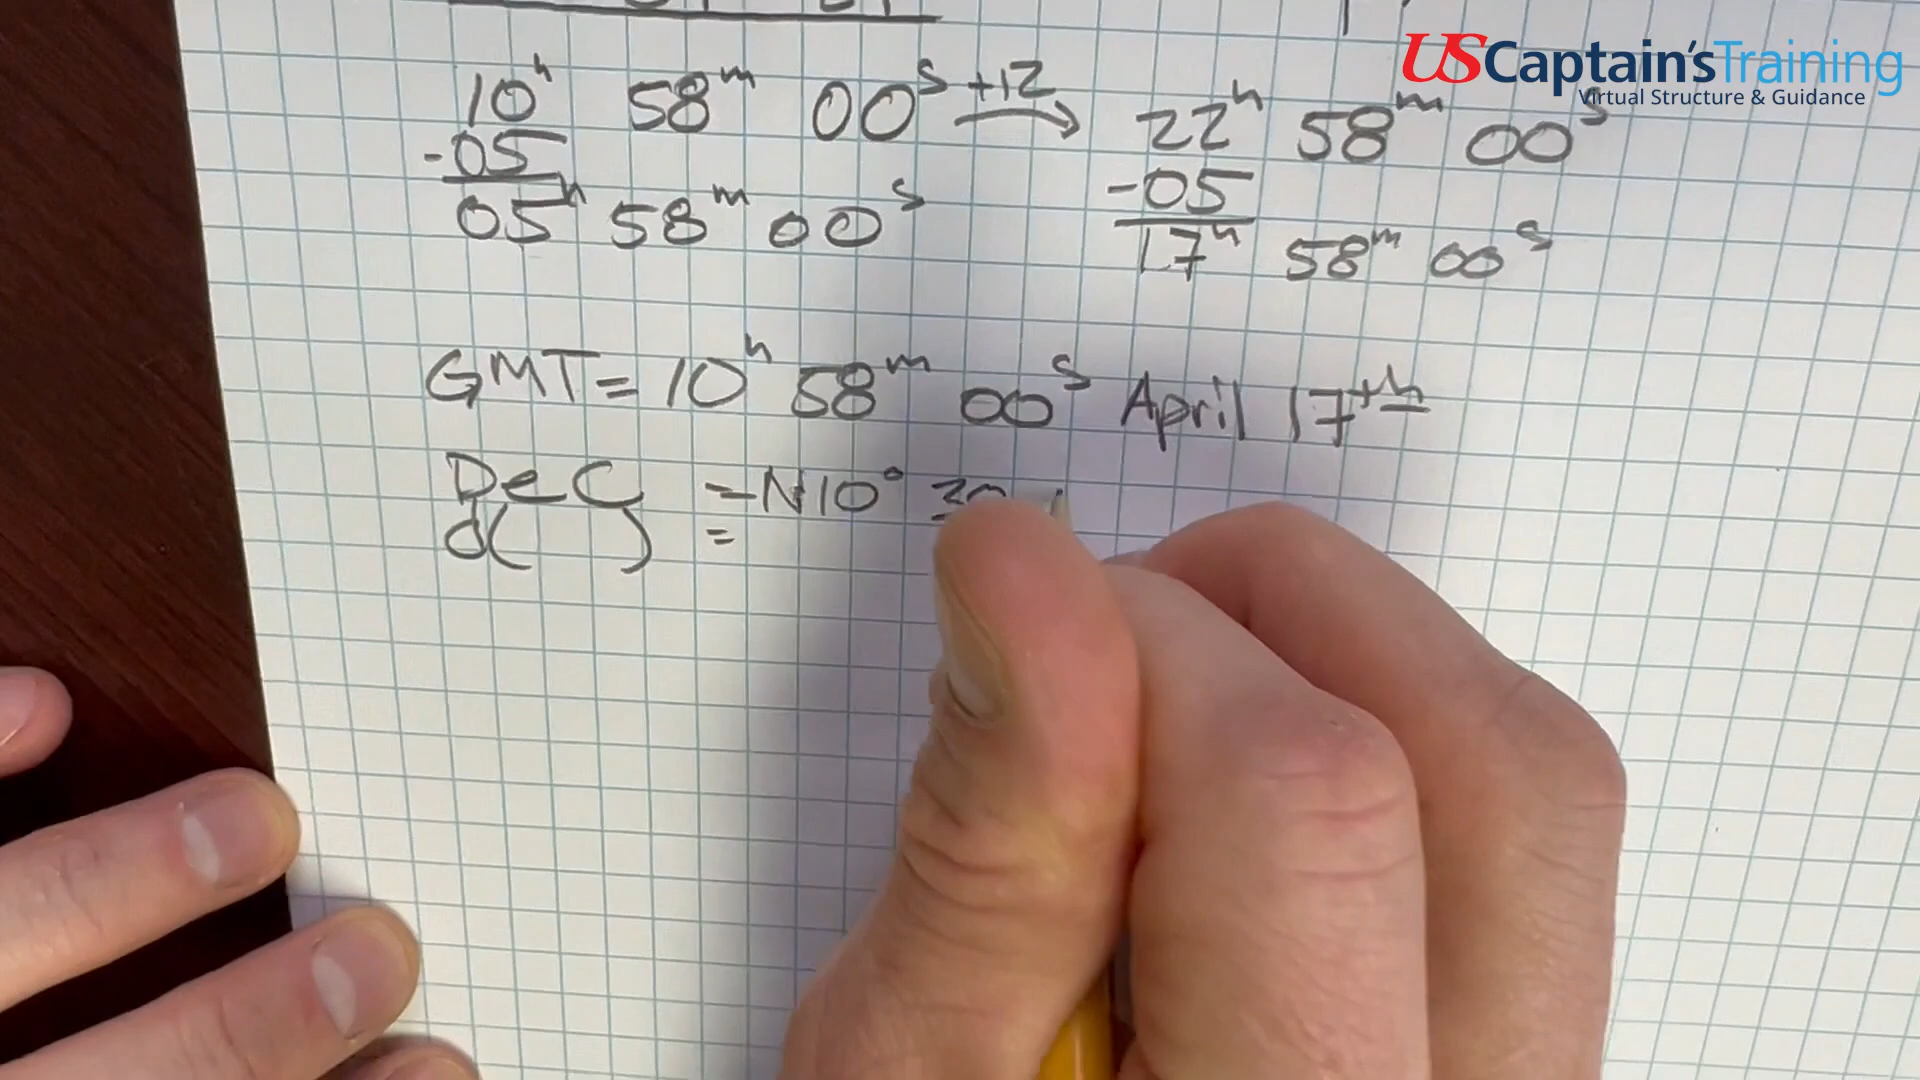 USCaptain'sTraining
Virtual Structure & Guidance
10h 58m 00s +12 → 22h 58m 00s
-05 -05
05h 58m 00s 17h 58m 00s
GMT = 10h 58m 00s April 17th
Dec = N10°
d( ) =